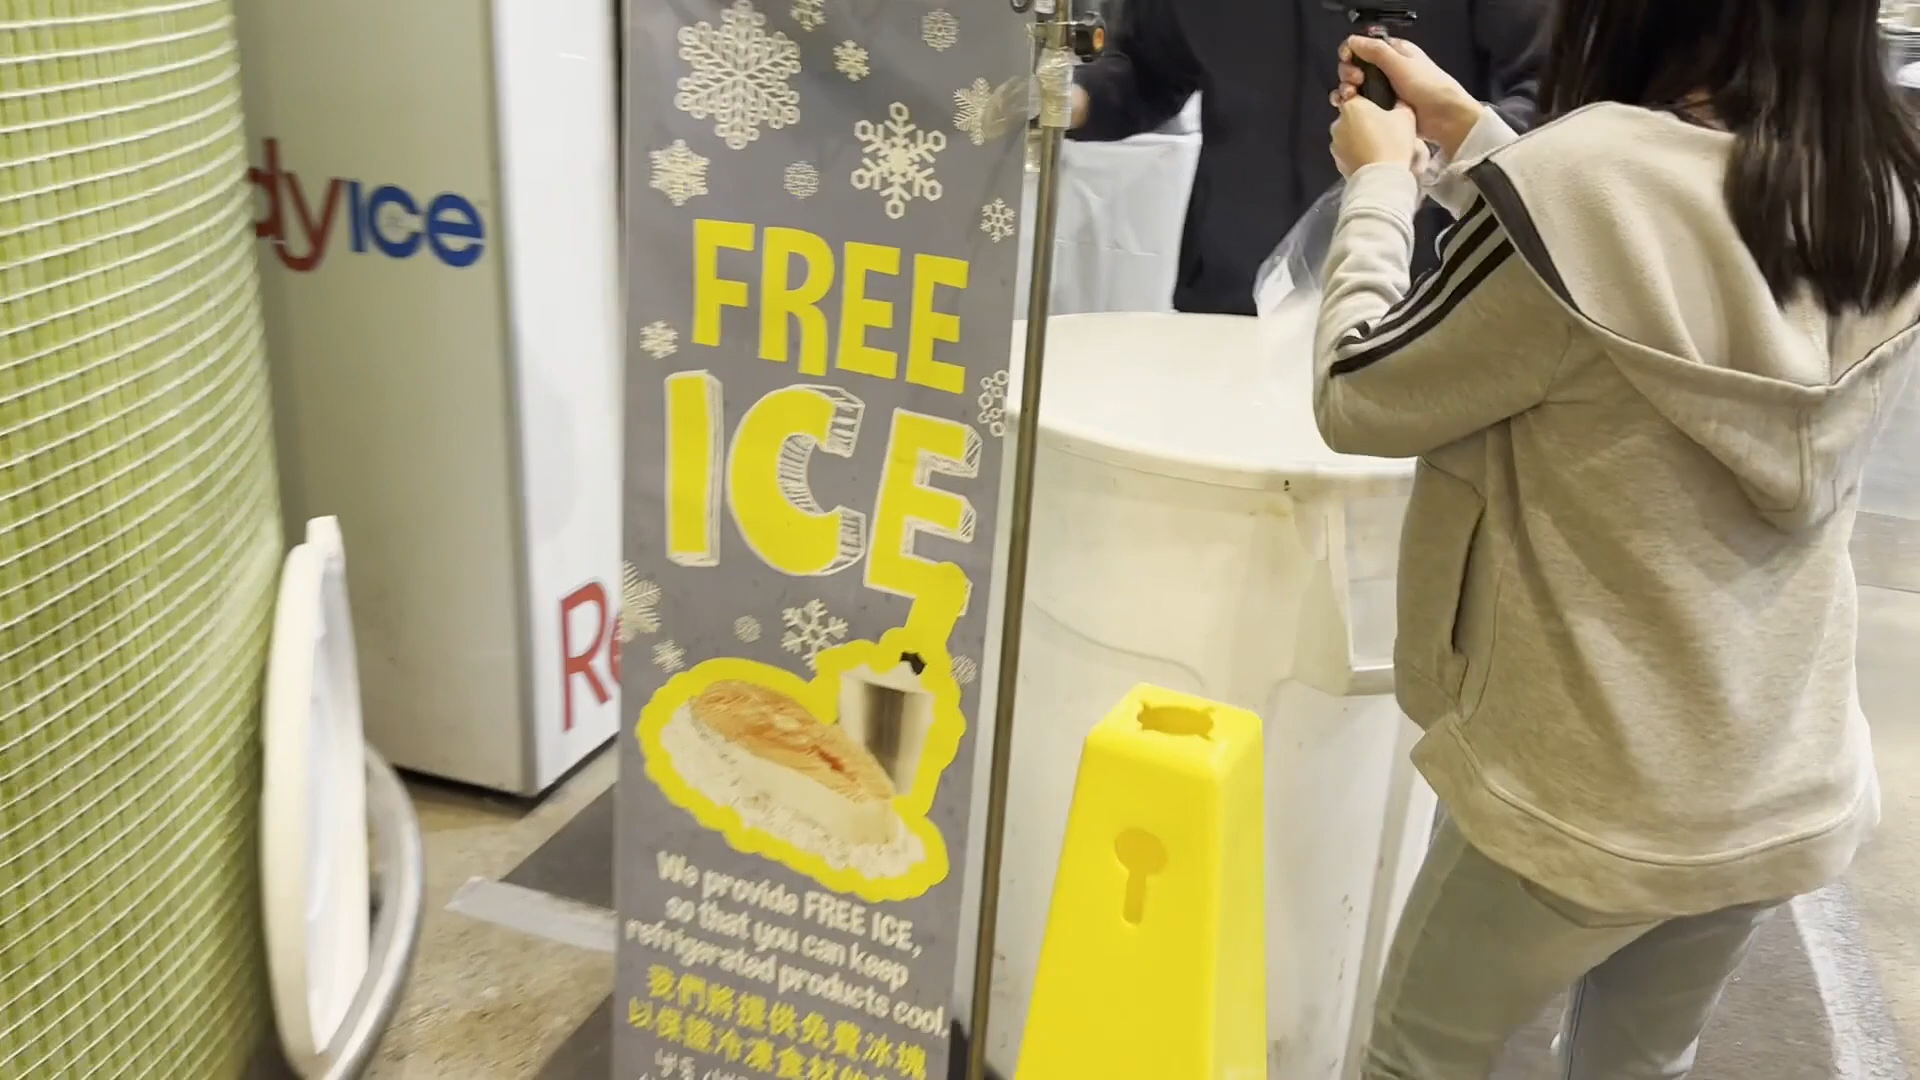 dyice
Re
FREE
ICE
We provide FREE ICE,
so that you can keep
refrigerated products cool.
我們將提供免費冰塊
以保證冷凍食材的